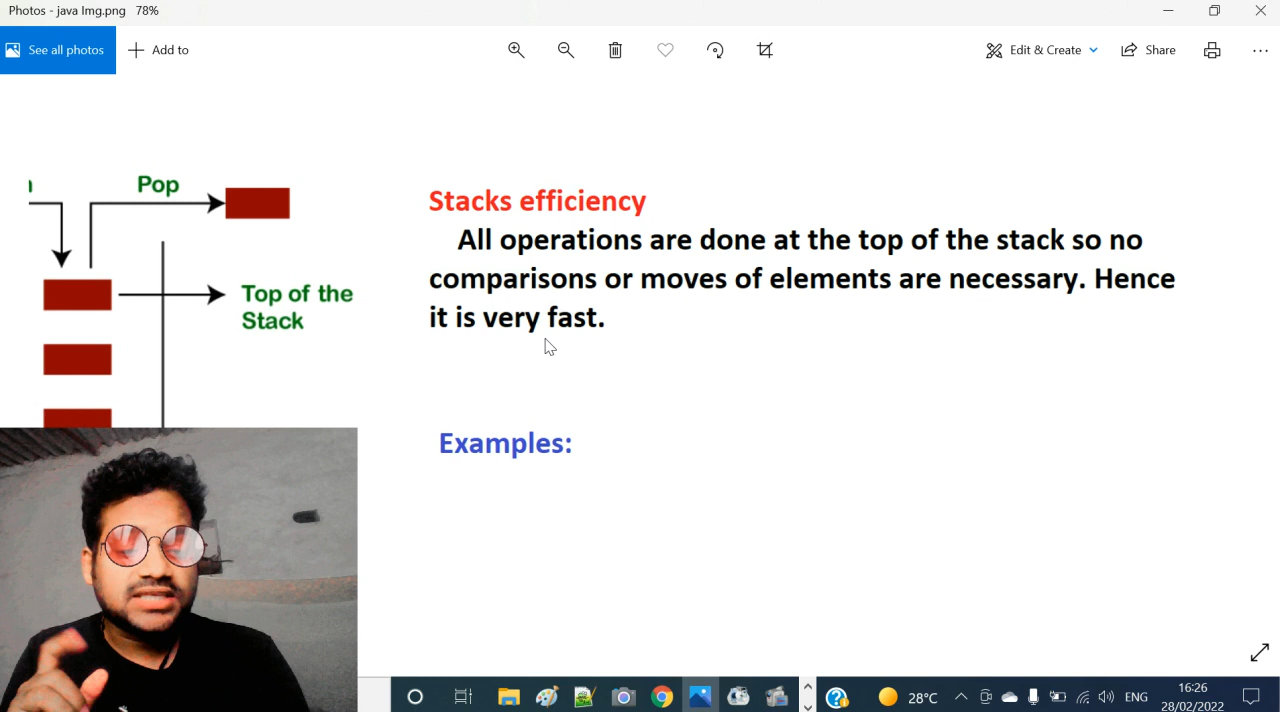 Photos - java Img.png 78%
See all photos
Add to
Edit & Create
Share
Pop
Top of the
Stack
Stacks efficiency
All operations are done at the top of the stack so no
comparisons or moves of elements are necessary. Hence
it is very fast.
Examples:
28°C
ENG
16:26
28/02/2022